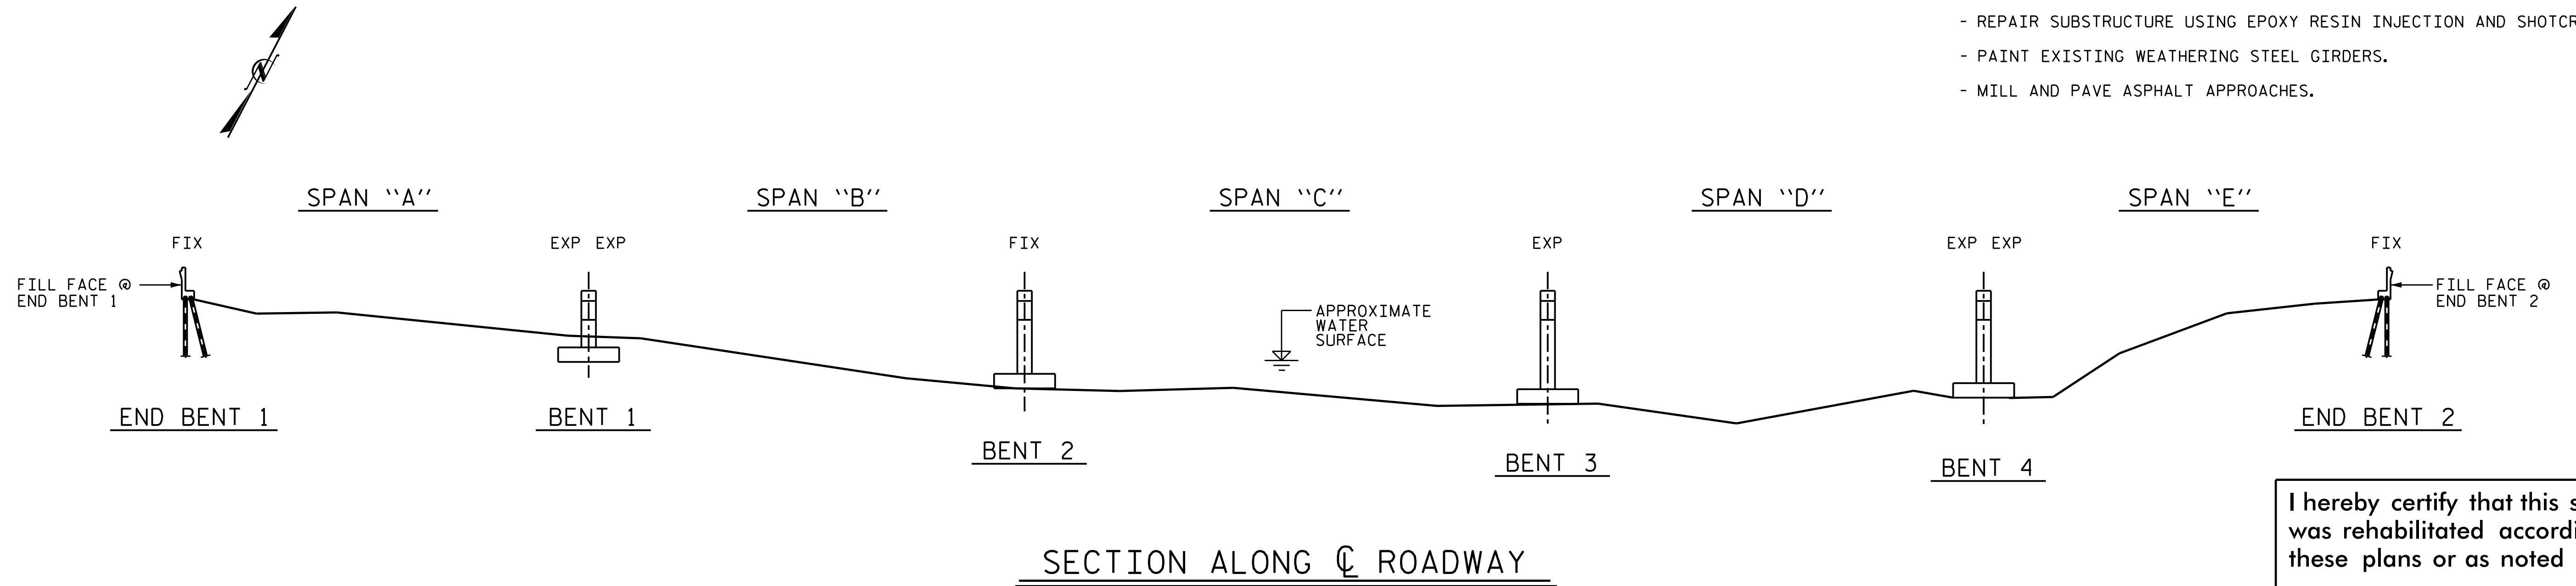 - REPAIR SUBSTRUCTURE USING EPOXY RESIN INJECTION AND
- PAINT EXISTING WEATHERING STEEL GIRDERS.
- MILL AND PAVE ASPHALT APPROACHES.
N
SPAN ‘‘A’’
SPAN ‘‘B’’
SPAN ‘‘C’’
SPAN ‘‘D’’
SPAN ‘‘E’’
FIX
EXP EXP
FIX
EXP
EXP EXP
FIX
FILL FACE @
END BENT 1
APPROXIMATE
WATER
SURFACE
FILL FACE @
END BENT 2
END BENT 1
BENT 1
BENT 2
BENT 3
BENT 4
END BENT 2
SECTION ALONG ℄ ROADWAY
I hereby certify that this
was rehabilitated
these plans or as noted